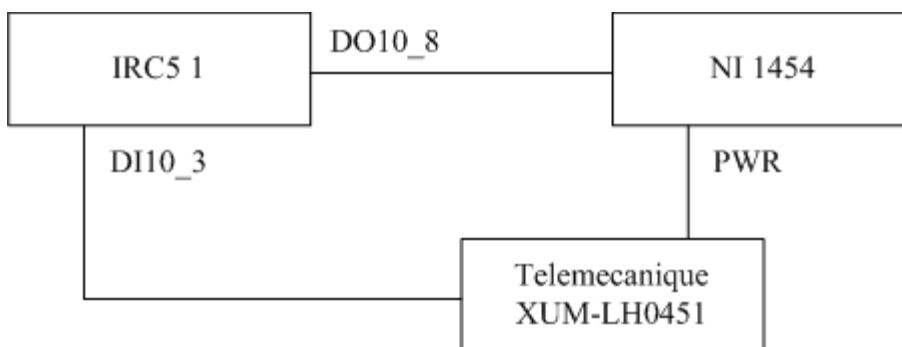 IRC5 1
DO10_8
NI 1454
DI10_3
PWR
Telemecanique
XUM-LH0451